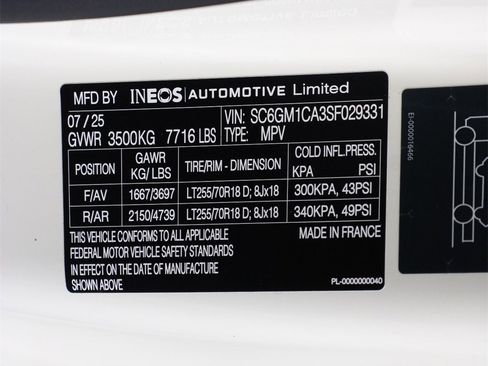 MFD BY INEOS | AUTOMOTIVE Limited
07 / 25 VIN: SC6GM1CA3SF029331
GVWR 3500KG 7716 LBS TYPE: MPV
POSITION GAWR KG/ LBS TIRE/RIM - DIMENSION COLD INFL.PRESS. KPA PSI
F/AV 1667/3697 LT255/70R18 D; 8Jx18 300KPA, 43PSI
R/AR 2150/4739 LT255/70R18 D; 8Jx18 340KPA, 49PSI
THIS VEHICLE CONFORMS TO ALL APPLICABLE MADE IN FRANCE
FEDERAL MOTOR VEHICLE SAFETY STANDARDS
IN EFFECT ON THE DATE OF MANUFACTURE
SHOWN ABOVE PL-0000000040
EI-0000016466